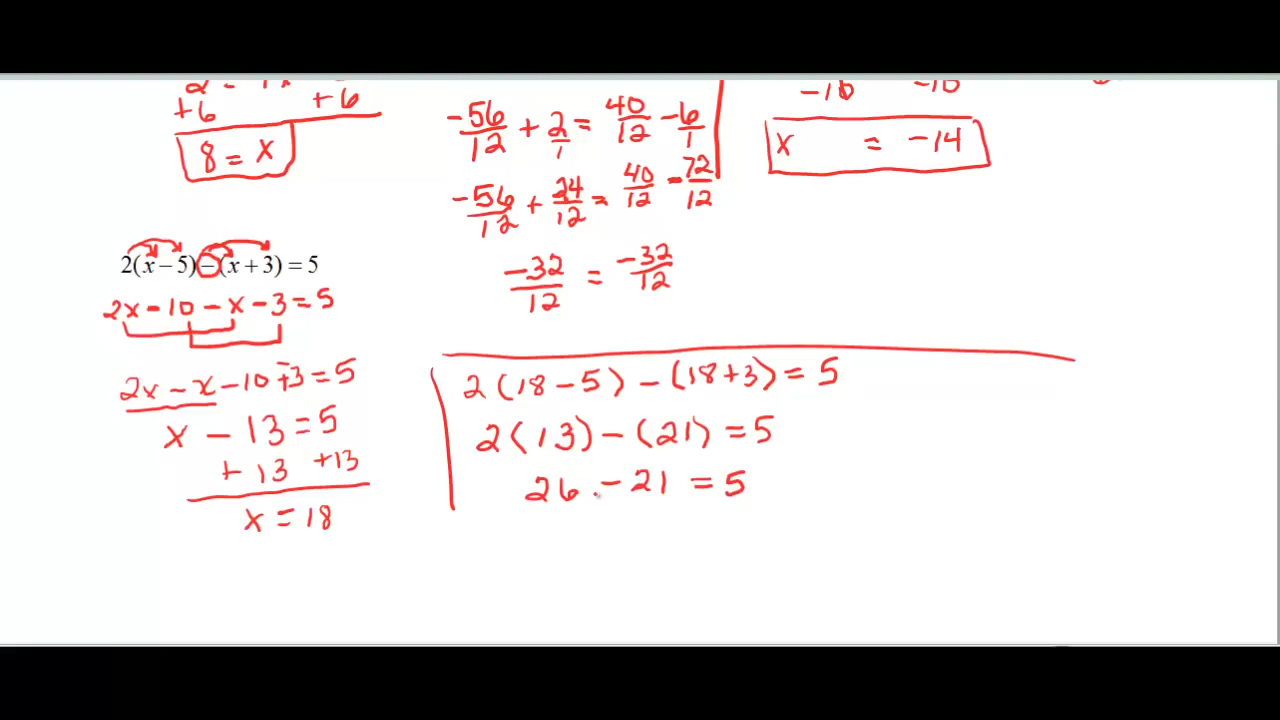 +6 +6
8 = x
-56/12 + 2/1 = 40/12 - 6/1
-56/12 + 24/12 = 40/12 - 72/12
-32/12 = -32/12
-10 -10
x = -14
2(x − 5) − (x + 3) = 5
2x - 10 - x - 3 = 5
2x - x - 10 + -3 = 5
x - 13 = 5
+ 13 +13
x = 18
2(18 - 5) - (18 + 3) = 5
2(13) - (21) = 5
26 - 21 = 5